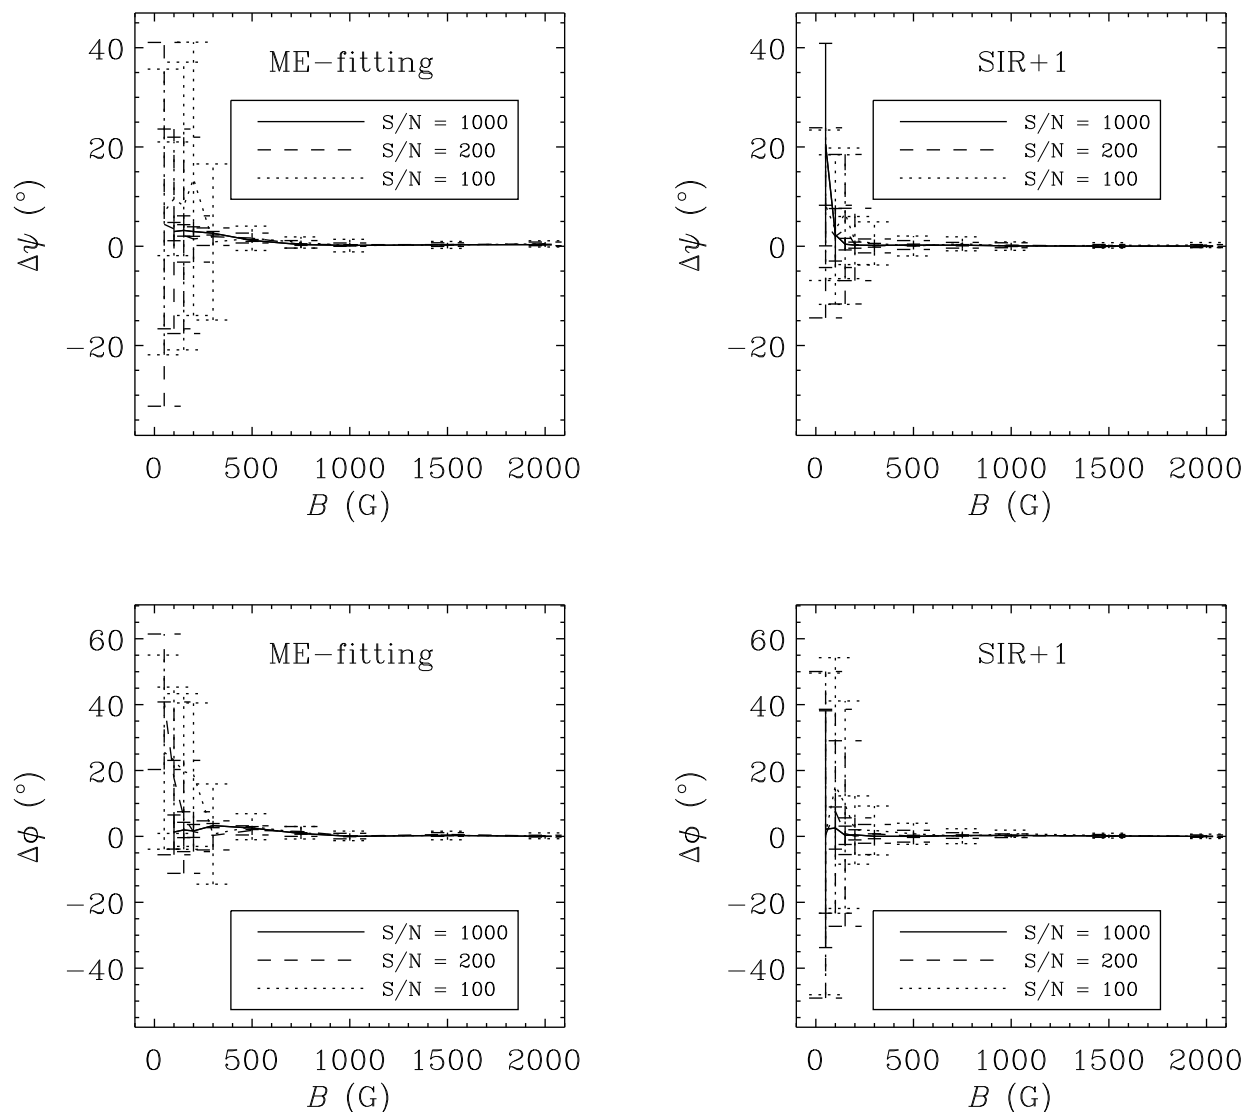 ME−fitting
S/N = 1000
S/N = 200
S/N = 100
40
20
0
−20
Δψ (°)
0 500 1000 1500 2000
B (G)
SIR+1
S/N = 1000
S/N = 200
S/N = 100
40
20
0
−20
Δψ (°)
0 500 1000 1500 2000
B (G)
ME−fitting
60
40
20
0
−20
−40
Δϕ (°)
S/N = 1000
S/N = 200
S/N = 100
0 500 1000 1500 2000
B (G)
SIR+1
60
40
20
0
−20
−40
Δϕ (°)
S/N = 1000
S/N = 200
S/N = 100
0 500 1000 1500 2000
B (G)